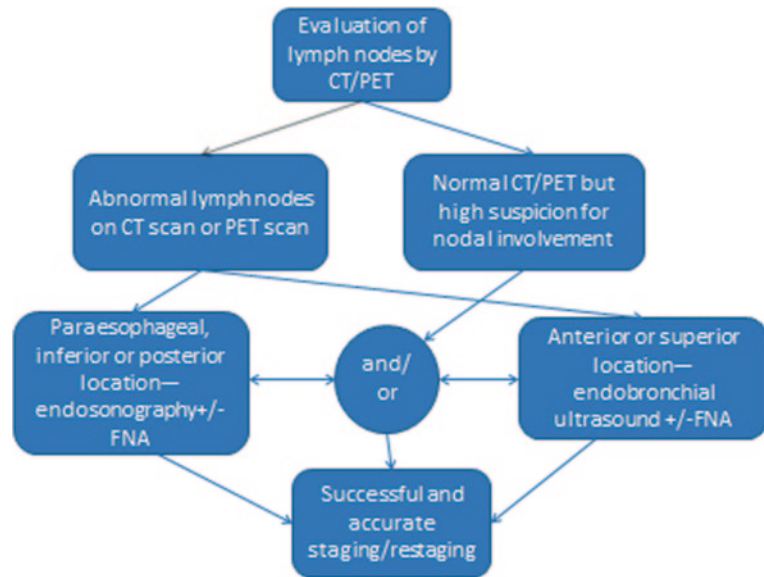 Evaluation of
lymph nodes by
CT/PET
Abnormal lymph nodes
on CT scan or PET scan
Normal CT/PET but
high suspicion for
nodal involvement
Paraesophageal,
inferior or posterior
location—
endosonography+/-
FNA
and/
or
Anterior or superior
location—
endobronchial
ultrasound +/-FNA
Successful and
accurate
staging/restaging